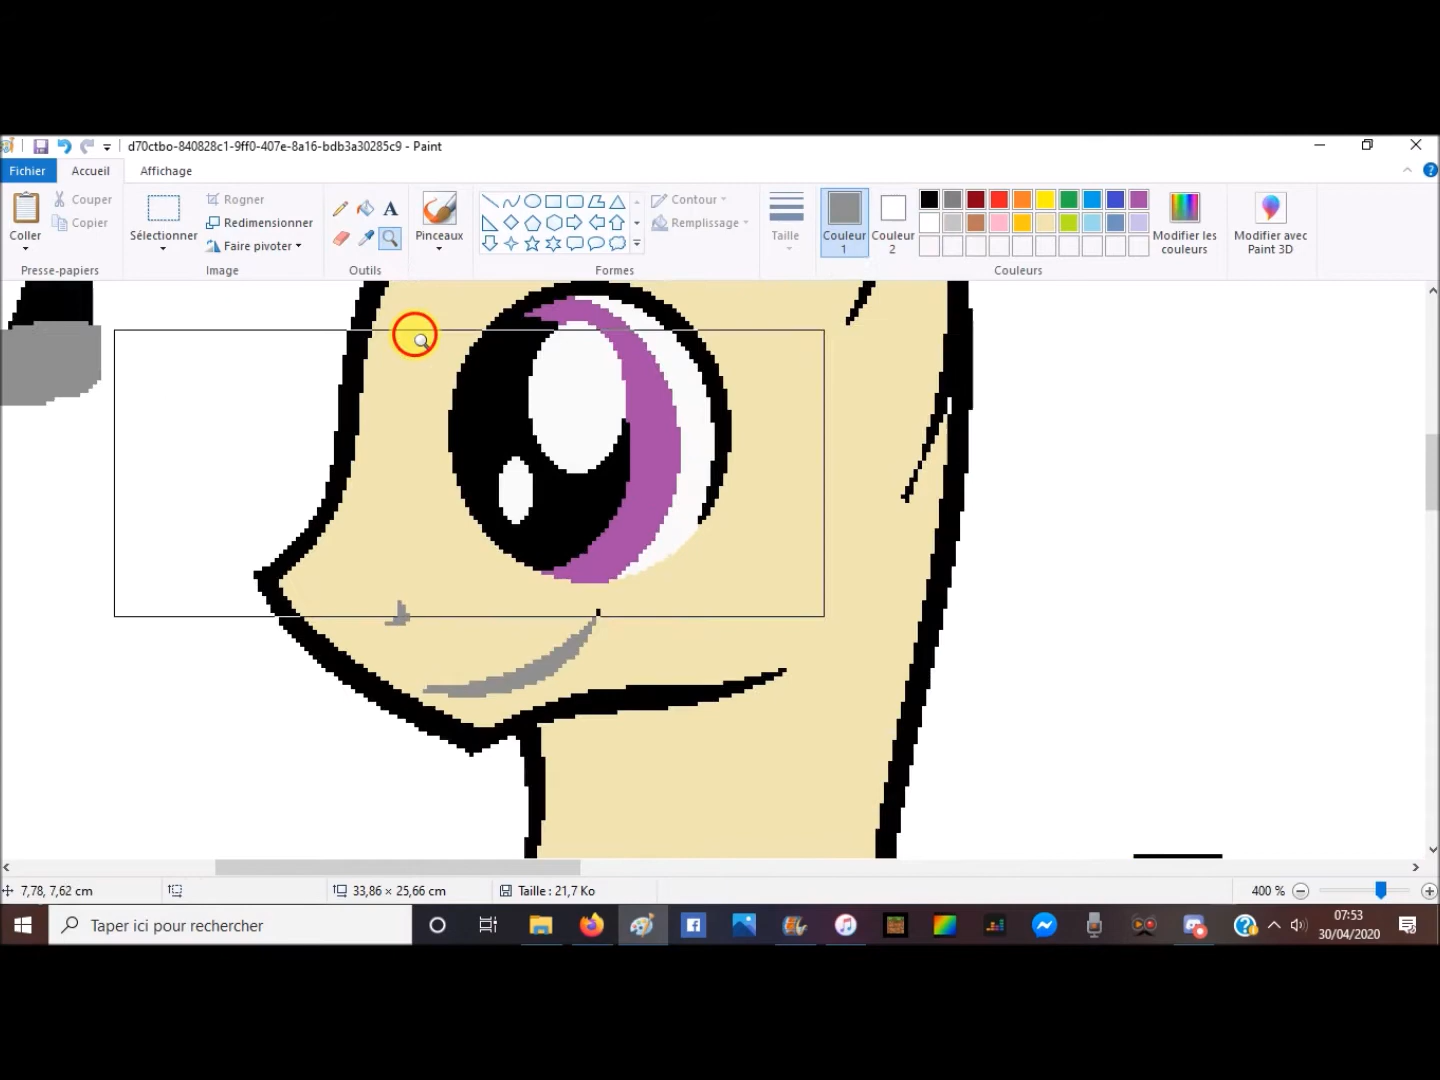 d70ctbo-840828c1-9ff0-407e-8a16-bdb3a30285c9 - Paint
Fichier Accueil Affichage
Coller
Couper
Copier
Presse-papiers
Sélectionner
Rogner
Redimensionner
Faire pivoter
Image
A
Outils
Pinceaux
Contour
Remplissage
Formes
Taille
Couleur 1
Couleur 2
Modifier les couleurs
Couleurs
Modifier avec Paint 3D
7,78, 7,62 cm
33,86 × 25,66 cm
Taille : 21,7 Ko
400 %
Taper ici pour rechercher
07:53
30/04/2020